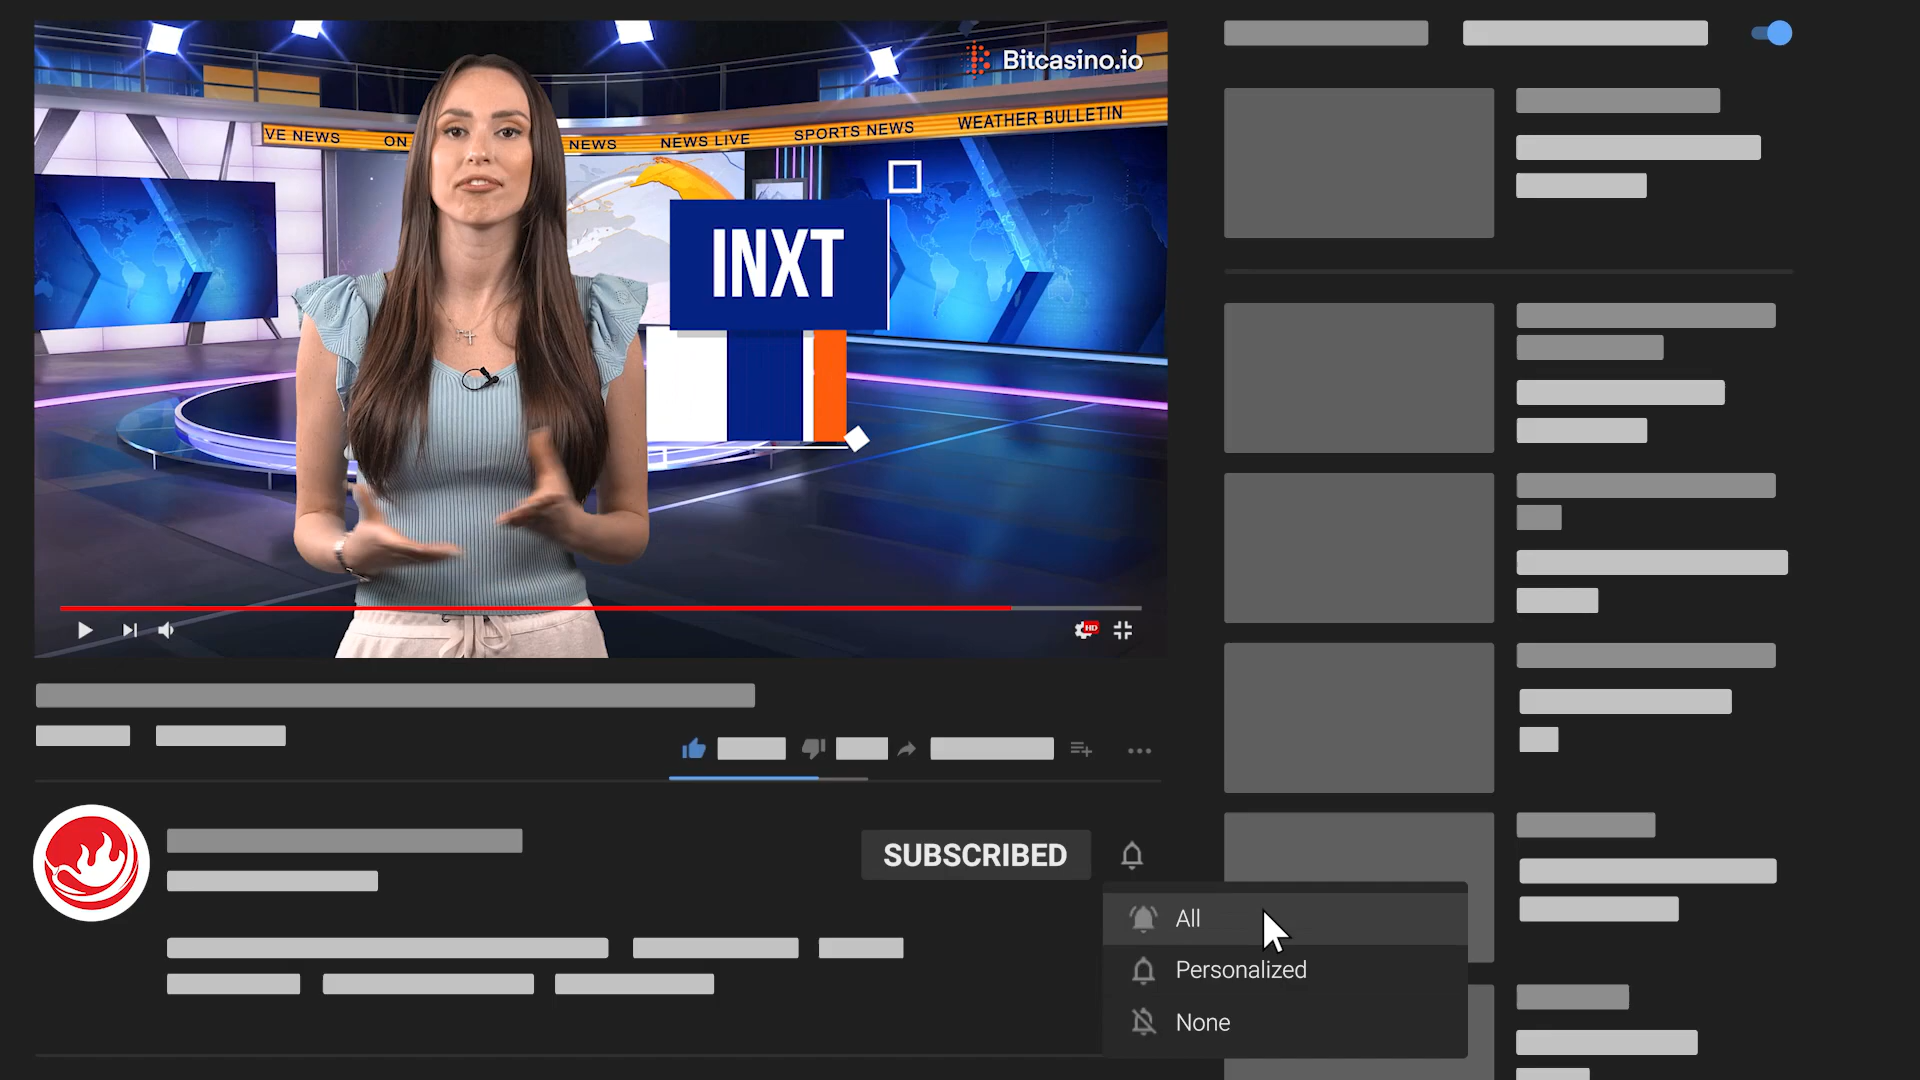 Bitcasino.io
VE NEWS ON NEWS NEWS LIVE SPORTS NEWS WEATHER BULLETIN
INXT
HD
SUBSCRIBED
All
Personalized
None